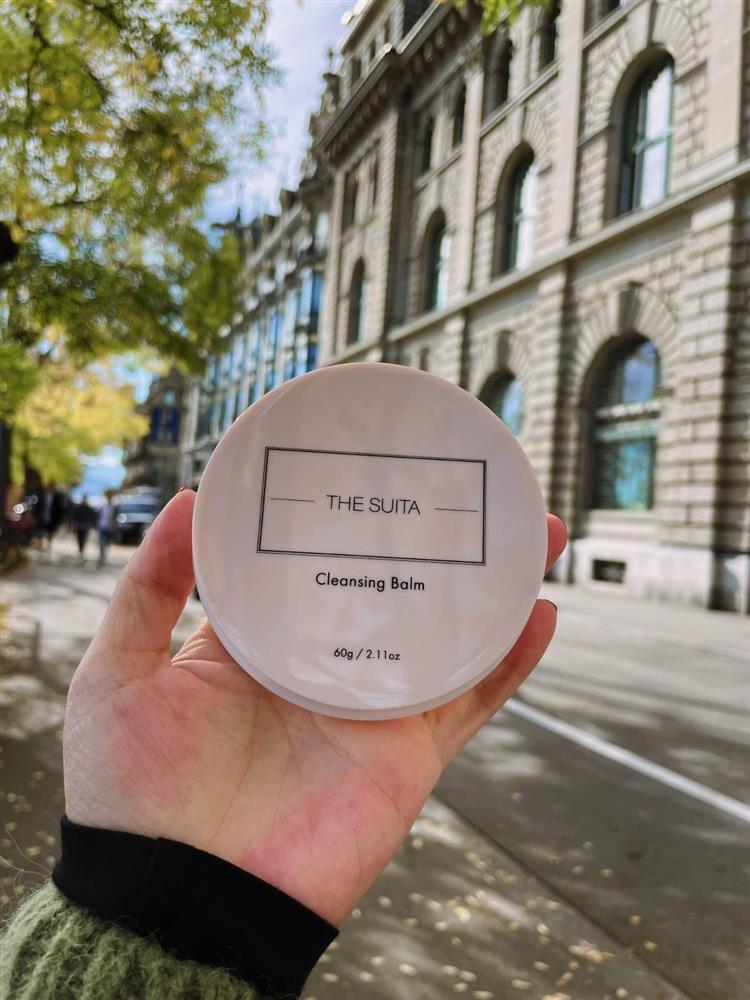 THE SUITA
Cleansing Balm
60g / 2.11oz